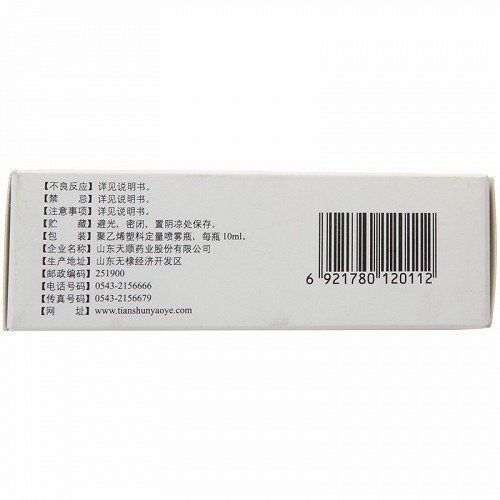 【不良反应】详见说明书。
【禁 忌】详见说明书。
【注意事项】详见说明书。
【贮 藏】避光，密闭，置阴凉处保存。
【包 装】聚乙烯塑料定量喷雾瓶，每瓶10ml。
【企业名称】山东天顺药业股份有限公司
【生产地址】山东无棣经济开发区
【邮政编码】251900
【电话号码】0543-2156666
【传真号码】0543-2156679
【网 址】www.tianshunyaoye.com
6 921780 120112